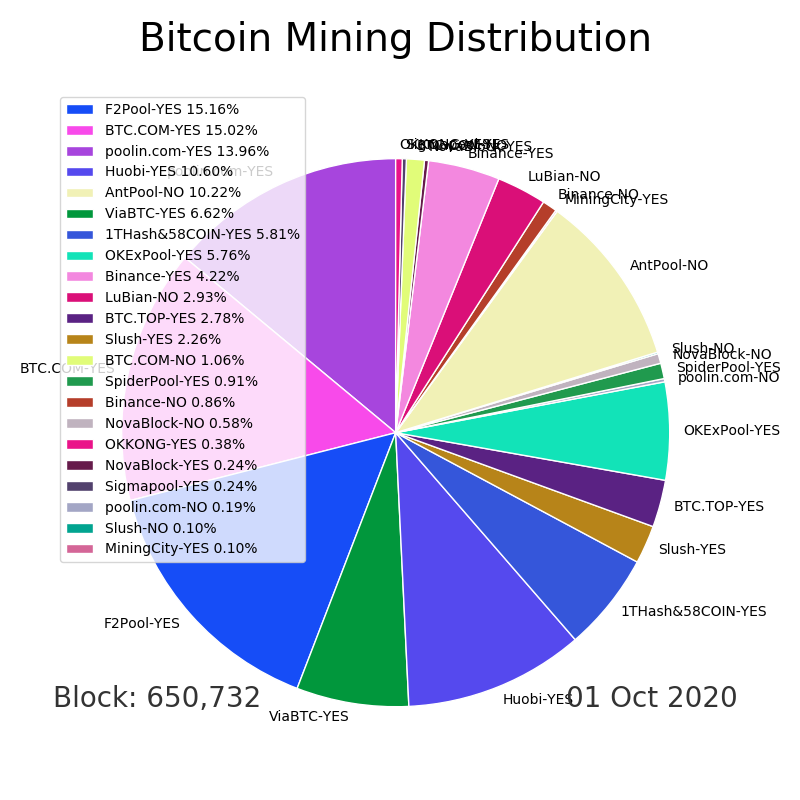 Bitcoin Mining Distribution
F2Pool-YES 15.16%
BTC.COM-YES 15.02%
poolin.com-YES 13.96%
Huobi-YES 10.60%
AntPool-NO 10.22%
ViaBTC-YES 6.62%
1THash&58COIN-YES 5.81%
OKExPool-YES 5.76%
Binance-YES 4.22%
LuBian-NO 2.93%
BTC.TOP-YES 2.78%
Slush-YES 2.26%
BTC.COM-NO 1.06%
SpiderPool-YES 0.91%
Binance-NO 0.86%
NovaBlock-NO 0.58%
OKKONG-YES 0.38%
NovaBlock-YES 0.24%
Sigmapool-YES 0.24%
poolin.com-NO 0.19%
Slush-NO 0.10%
MiningCity-YES 0.10%
Binance-YES
LuBian-NO
Binance-NO
MiningCity-YES
AntPool-NO
Slush-NO
NovaBlock-NO
SpiderPool-YES
poolin.com-NO
OKExPool-YES
BTC.TOP-YES
Slush-YES
1THash&58COIN-YES
Huobi-YES
ViaBTC-YES
F2Pool-YES
BTC.COM-YES
poolin.com-YES
Block: 650,732
01 Oct 2020